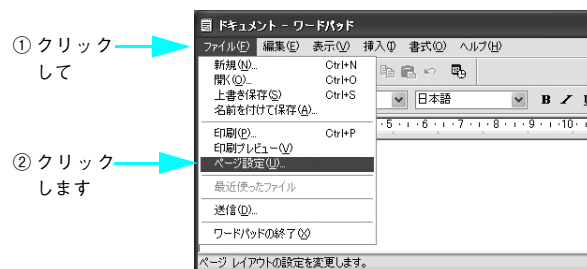 ドキュメント - ワードパッド
① クリック
して
ファイル(F) 編集(E) 表示(V) 挿入(I) 書式(O) ヘルプ(H)
新規(N)... Ctrl+N
開く(O)... Ctrl+O
上書き保存(S) Ctrl+S
名前を付けて保存(A)...
日本語 B I
5 6 7 8 9 10
印刷(P)... Ctrl+P
印刷プレビュー(V)
② クリック
します
ページ設定(U)...
最近使ったファイル
送信(D)...
ワードパッドの終了(X)
ページ レイアウトの設定を変更します。